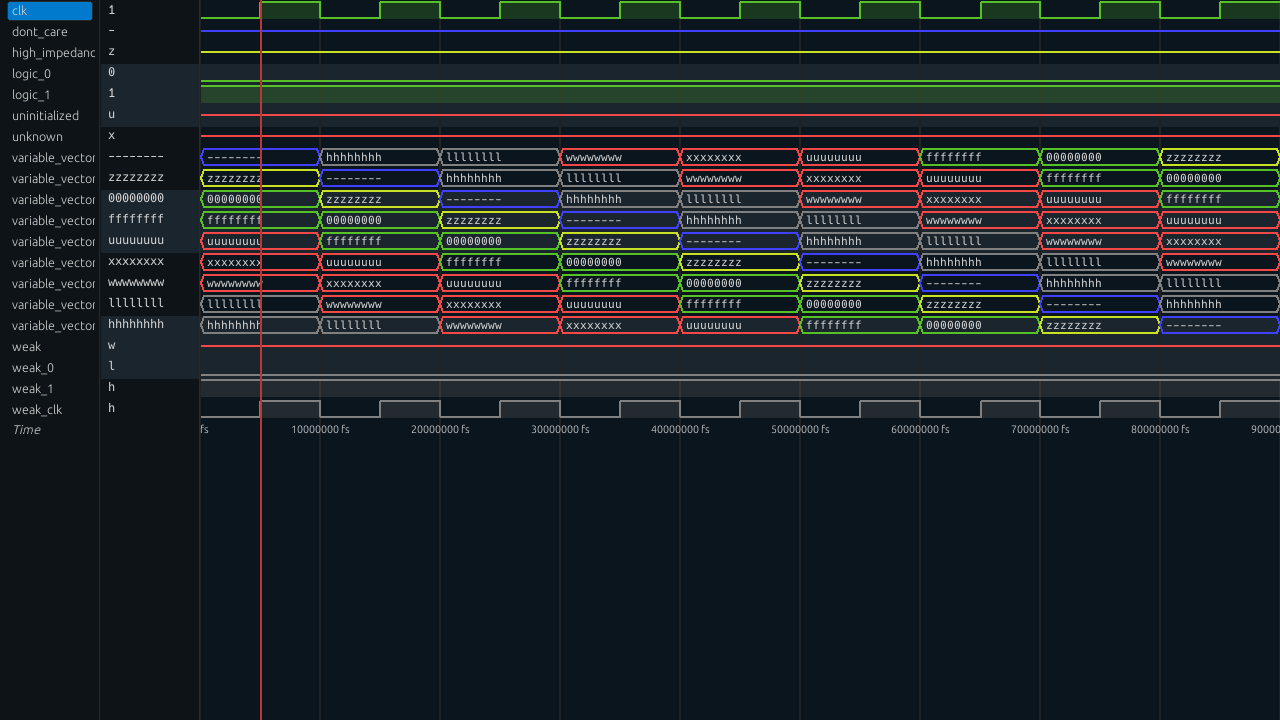 clk 1
dont_care -
high_impedanc z
logic_0 0
logic_1 1
uninitialized u
unknown x
variable_vector -------- -------- hhhhhhhh llllllll wwwwwwww xxxxxxxx uuuuuuuu ffffffff 00000000 zzzzzzzz
variable_vector zzzzzzzz zzzzzzzz -------- hhhhhhhh llllllll wwwwwwww xxxxxxxx uuuuuuuu ffffffff 00000000
variable_vector 00000000 00000000 zzzzzzzz -------- hhhhhhhh llllllll wwwwwwww xxxxxxxx uuuuuuuu ffffffff
variable_vector ffffffff ffffffff 00000000 zzzzzzzz -------- hhhhhhhh llllllll wwwwwwww xxxxxxxx uuuuuuuu
variable_vector uuuuuuuu uuuuuuuu ffffffff 00000000 zzzzzzzz -------- hhhhhhhh llllllll wwwwwwww xxxxxxxx
variable_vector xxxxxxxx xxxxxxxx uuuuuuuu ffffffff 00000000 zzzzzzzz -------- hhhhhhhh llllllll wwwwwwww
variable_vector wwwwwwww wwwwwwww xxxxxxxx uuuuuuuu ffffffff 00000000 zzzzzzzz -------- hhhhhhhh llllllll
variable_vector llllllll llllllll wwwwwwww xxxxxxxx uuuuuuuu ffffffff 00000000 zzzzzzzz -------- hhhhhhhh
variable_vector hhhhhhhh hhhhhhhh llllllll wwwwwwww xxxxxxxx uuuuuuuu ffffffff 00000000 zzzzzzzz --------
weak w
weak_0 l
weak_1 h
weak_clk h
Time fs 10000000 fs 20000000 fs 30000000 fs 40000000 fs 50000000 fs 60000000 fs 70000000 fs 80000000 fs 90000